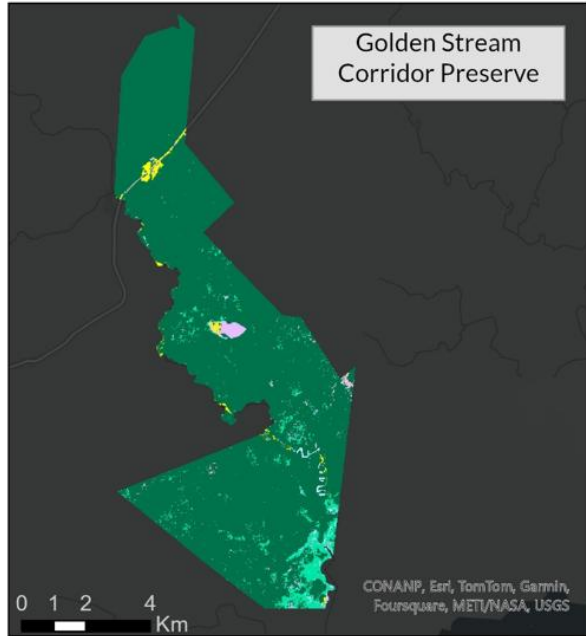 Golden Stream
Corridor Preserve
CONANP, Esri, TomTom, Garmin,
Foursquare, METI/NASA, USGS
0 1 2 4
Km